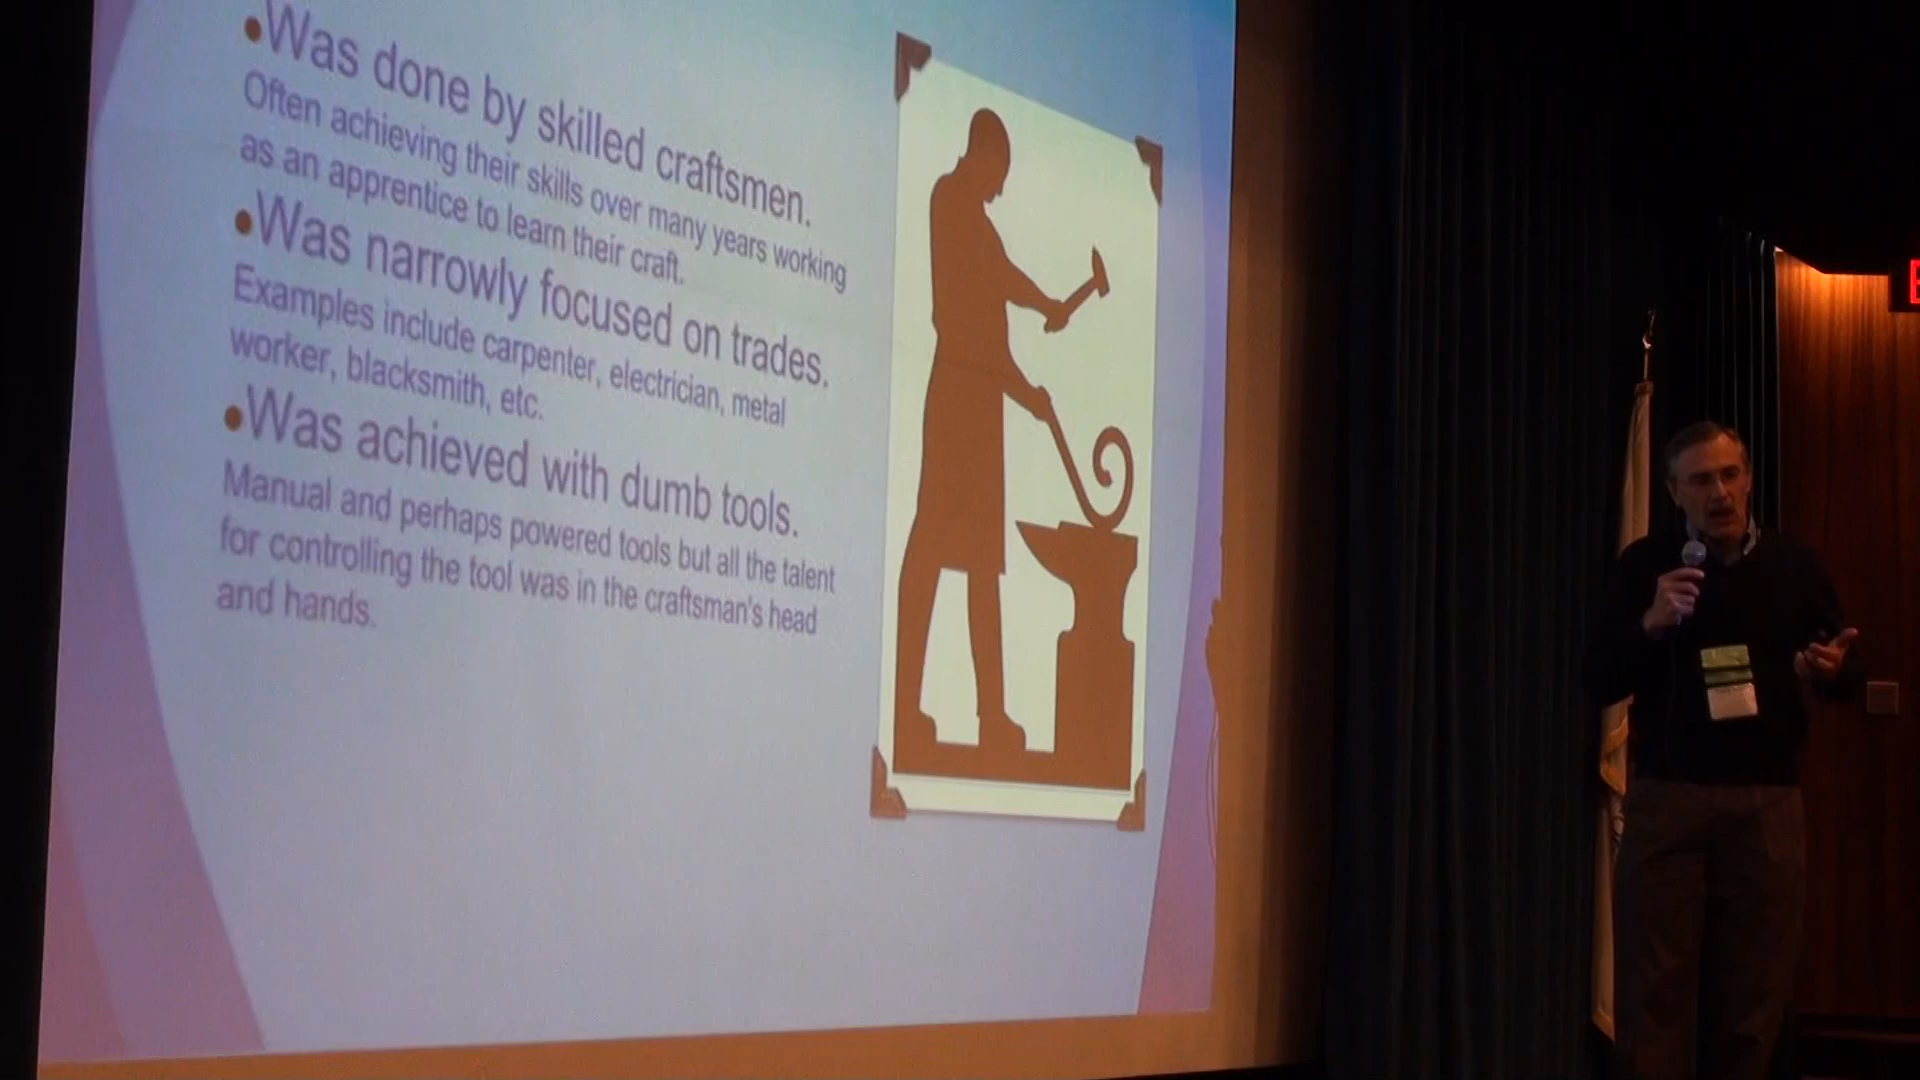 •Was done by skilled craftsmen.
Often achieving their skills over many years working
as an apprentice to learn their craft.
•Was narrowly focused on trades.
Examples include carpenter, electrician, metal
worker, blacksmith, etc.
•Was achieved with dumb tools.
Manual and perhaps powered tools but all the talent
for controlling the tool was in the craftsman's head
and hands.
E